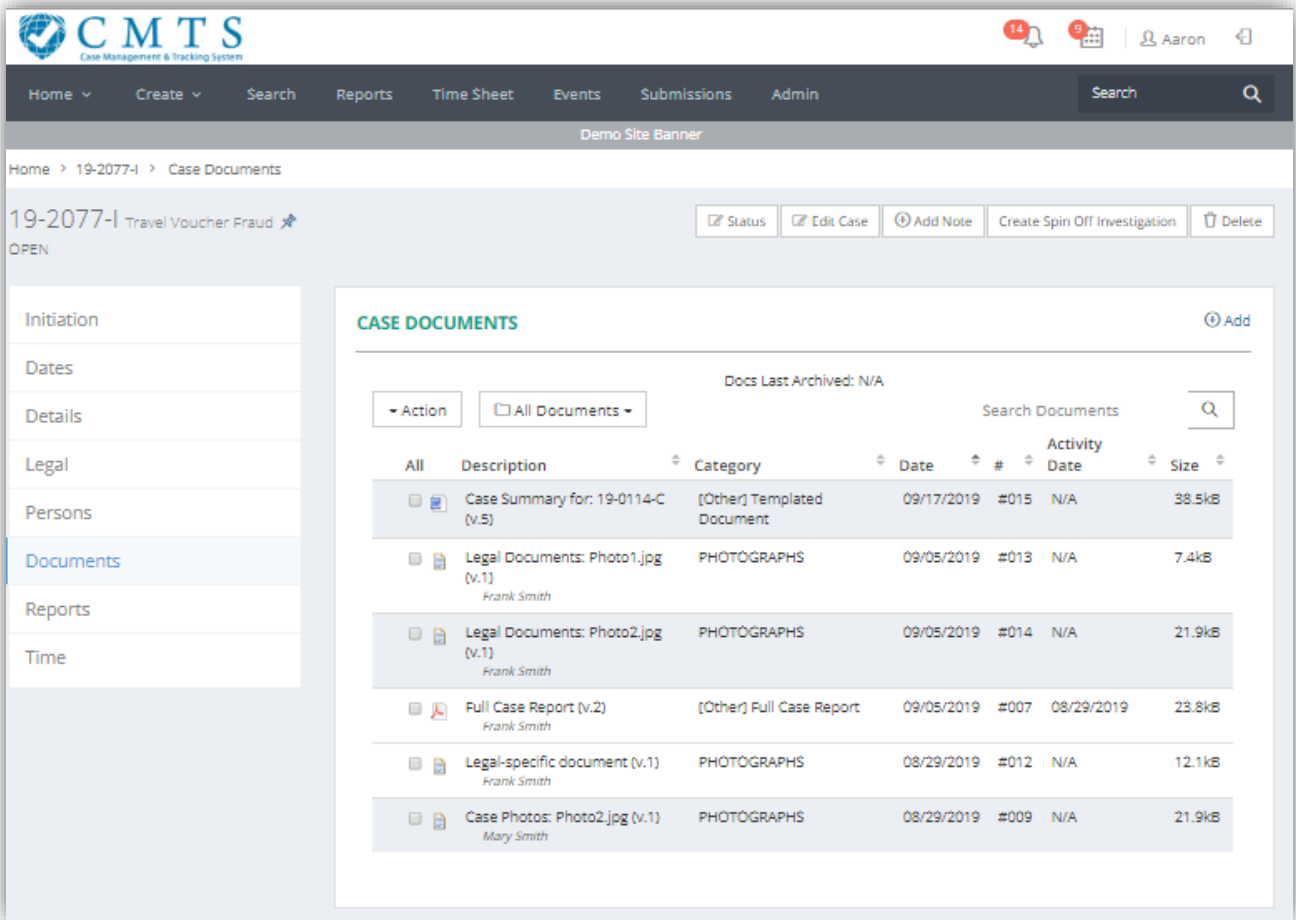 CMTS
Case Management & Tracking System
14
9
Aaron
Home
Create
Search
Reports
Time Sheet
Events
Submissions
Admin
Search
Demo Site Banner
Home > 19-2077-I > Case Documents
19-2077-I Travel Voucher Fraud
OPEN
Status
Edit Case
Add Note
Create Spin Off Investigation
Delete
Initiation
Dates
Details
Legal
Persons
Documents
Reports
Time
CASE DOCUMENTS
Add
Docs Last Archived: N/A
Action
All Documents
Search Documents
All Description Category Date # Activity Date Size
Case Summary for: 19-0114-C [Other] Templated 09/17/2019 #015 N/A 38.5kB
(v.5) Document
Legal Documents: Photo1.jpg PHOTOGRAPHS 09/05/2019 #013 N/A 7.4kB
(v.1)
Frank Smith
Legal Documents: Photo2.jpg PHOTOGRAPHS 09/05/2019 #014 N/A 21.9kB
(v.1)
Frank Smith
Full Case Report (v.2) [Other] Full Case Report 09/05/2019 #007 08/29/2019 23.8kB
Frank Smith
Legal-specific document (v.1) PHOTOGRAPHS 08/29/2019 #012 N/A 12.1kB
Frank Smith
Case Photos: Photo2.jpg (v.1) PHOTOGRAPHS 08/29/2019 #009 N/A 21.9kB
Mary Smith